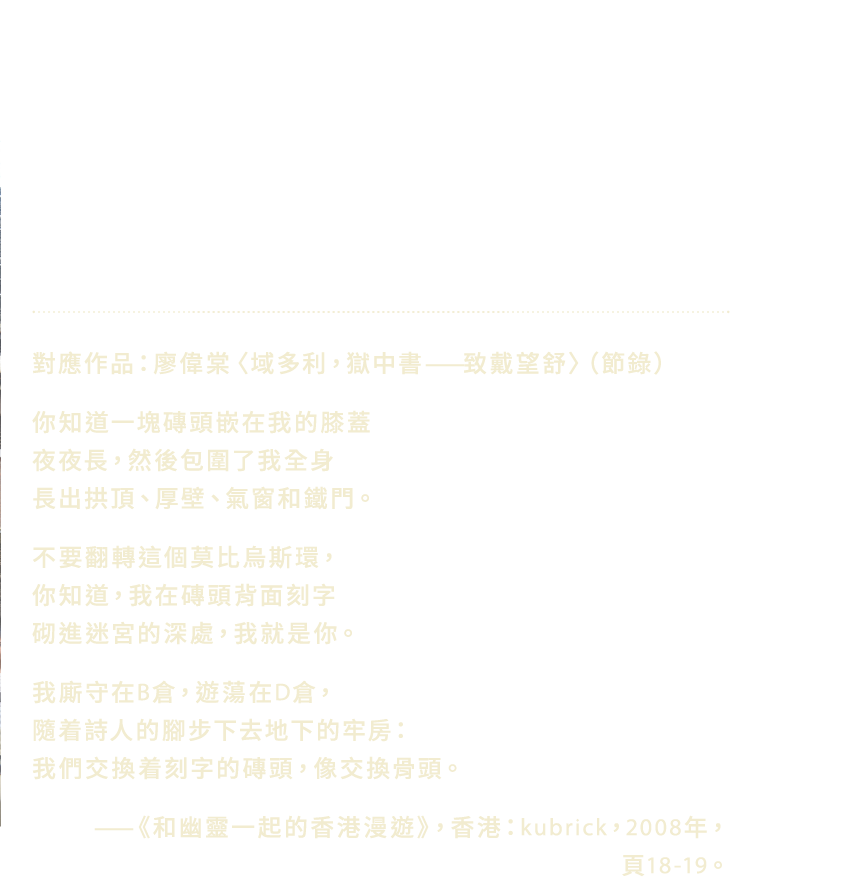 對應作品：廖偉棠〈域多利，獄中書——致戴望舒〉（節錄）
你知道一塊磚頭嵌在我的膝蓋
夜夜長，然後包圍了我全身
長出拱頂、厚壁、氣窗和鐵門。
不要翻轉這個莫比烏斯環，
你知道，我在磚頭背面刻字
砌進迷宮的深處，我就是你。
我廝守在B倉，遊蕩在D倉，
隨着詩人的腳步下去地下的牢房：
我們交換着刻字的磚頭，像交換骨頭。
——《和幽靈一起的香港漫遊》，香港：kubrick，2008年，
頁18-19。